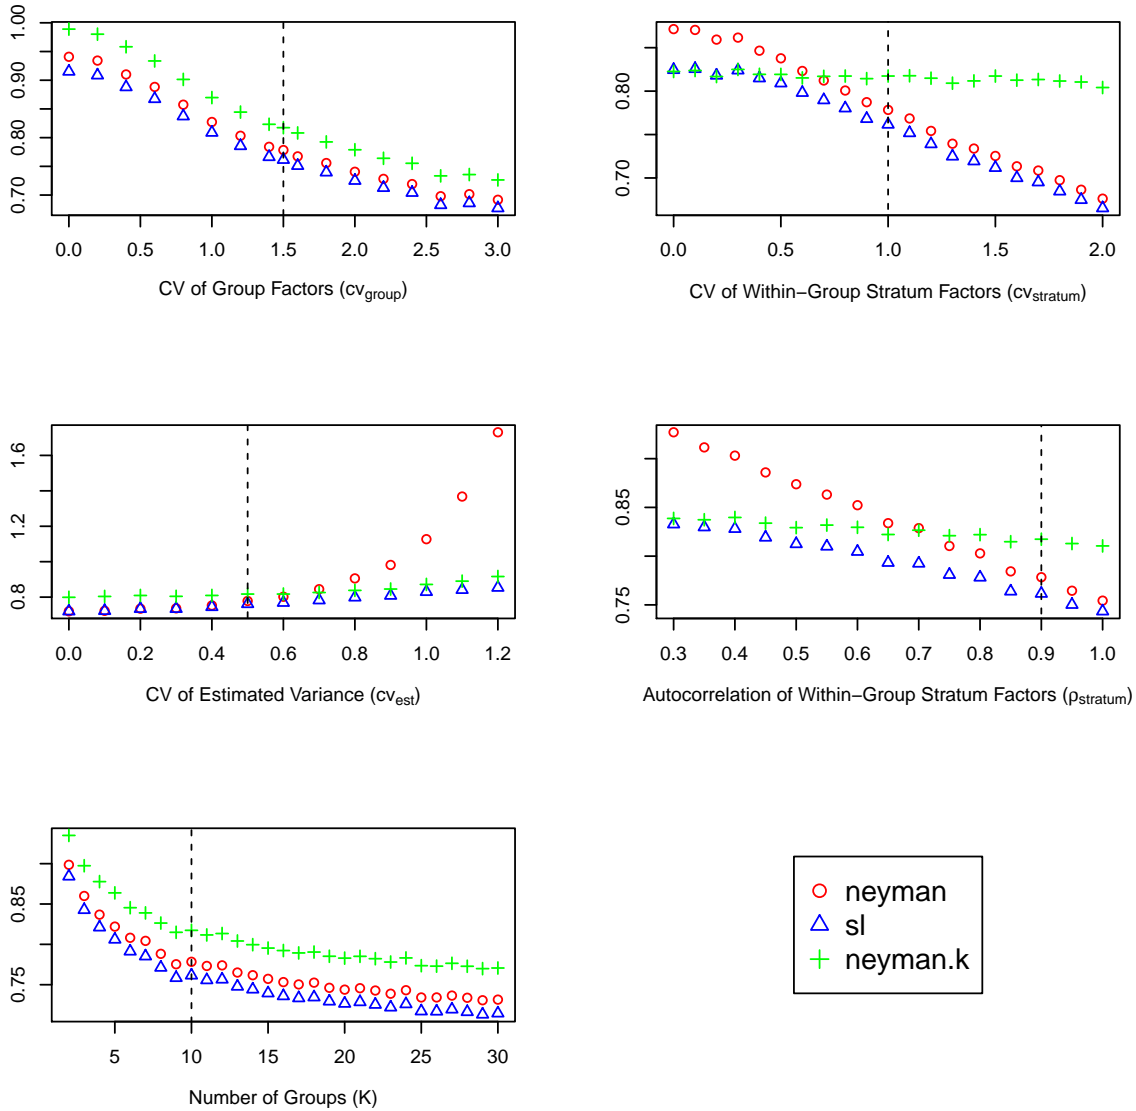 1.00
0.90
0.80
0.70
0.0 0.5 1.0 1.5 2.0 2.5 3.0
CV of Group Factors (cvgroup)
0.80
0.70
0.0 0.5 1.0 1.5 2.0
CV of Within−Group Stratum Factors (cvstratum)
1.6
1.2
0.8
0.0 0.2 0.4 0.6 0.8 1.0 1.2
CV of Estimated Variance (cvest)
0.85
0.75
0.3 0.4 0.5 0.6 0.7 0.8 0.9 1.0
Autocorrelation of Within−Group Stratum Factors (ρstratum)
0.85
0.75
5 10 15 20 25 30
Number of Groups (K)
neyman
sl
neyman.k